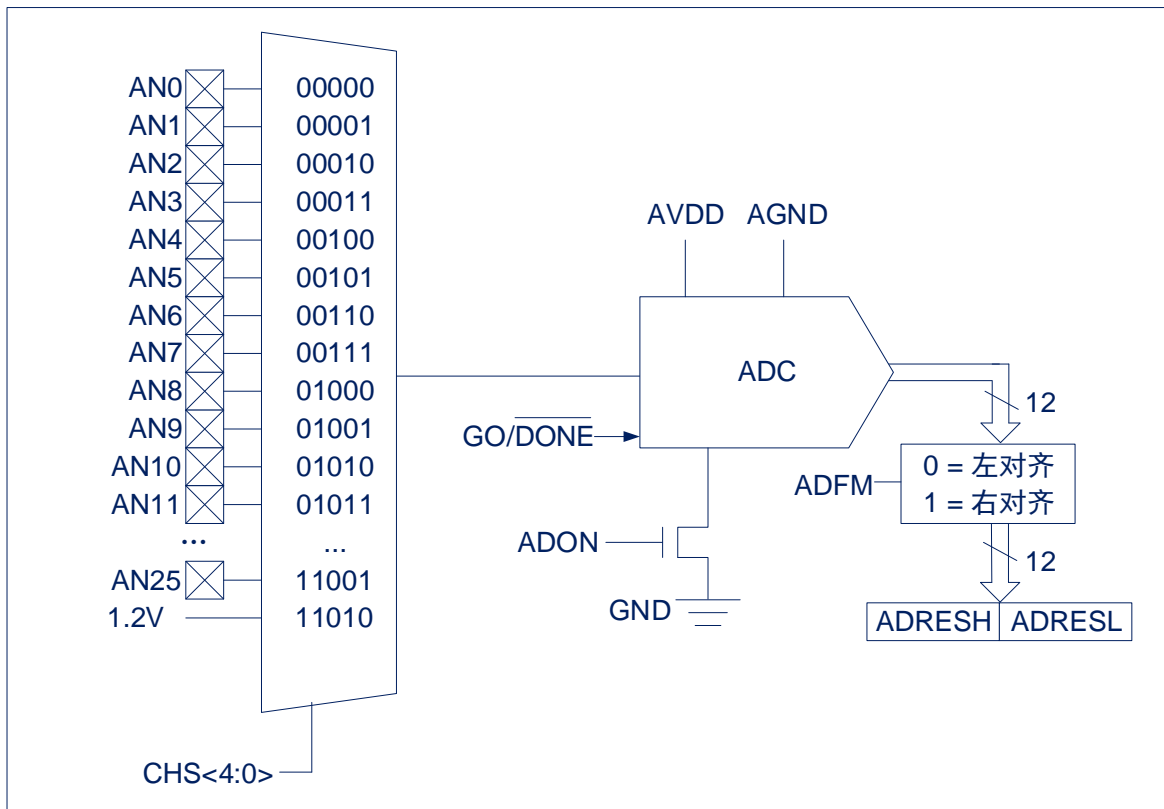 AN0 00000
AN1 00001
AN2 00010
AN3 00011
AN4 00100
AN5 00101
AN6 00110
AN7 00111
AN8 01000
AN9 01001
AN10 01010
AN11 01011
... ...
AN25 11001
1.2V 11010
CHS<4:0>
AVDD AGND
ADC
GO/DONE
12
ADFM
0 = 左对齐
1 = 右对齐
ADON
12
GND
ADRESH ADRESL